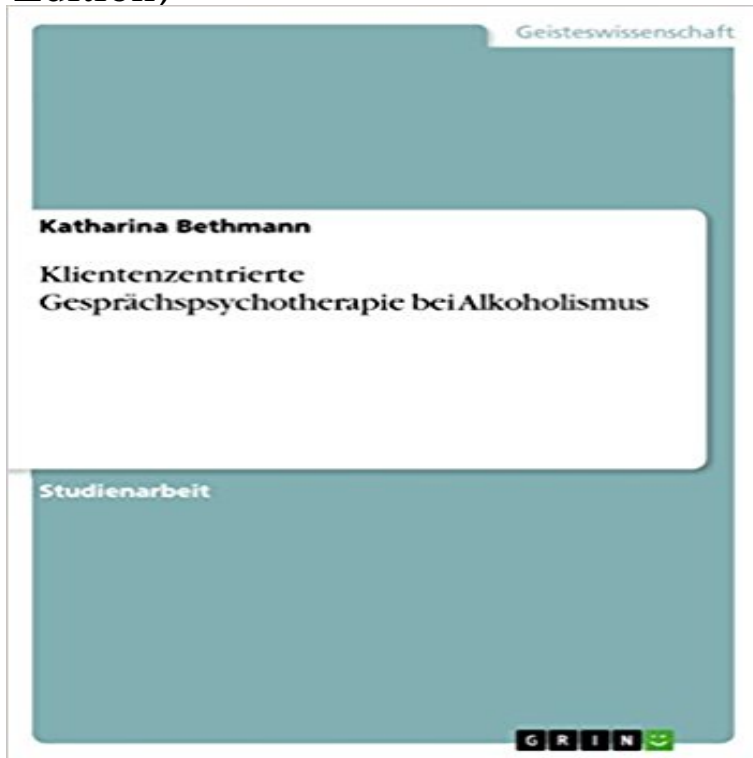 Geisteswissenschaft
Katharina Bethmann
Klientenzentrierte
Gesprächspsychotherapie bei Alkoholismus
Studienarbeit
GRIN